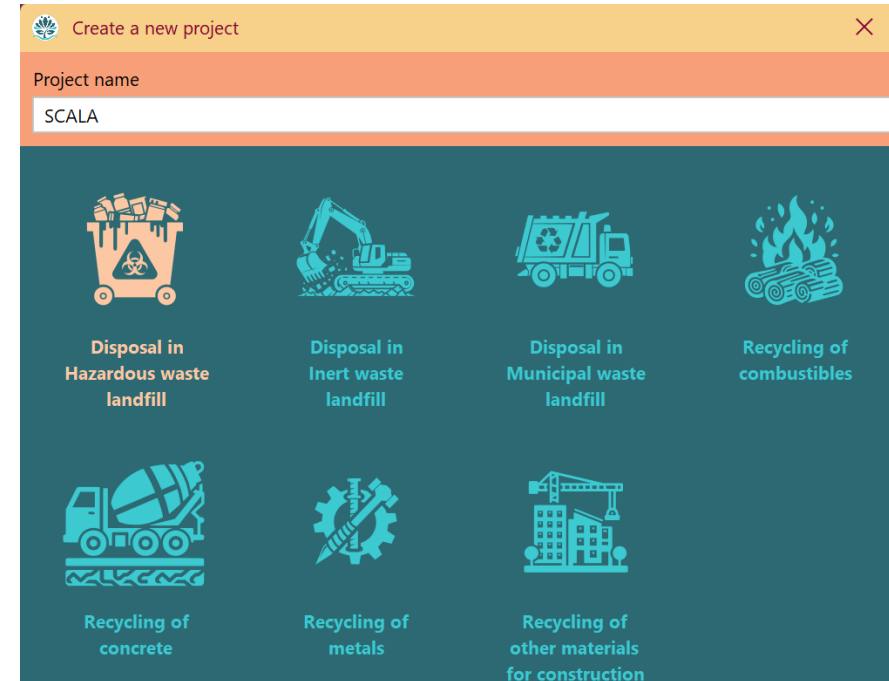 Create a new project
Project name
SCALA
Disposal in
Hazardous waste
landfill
Disposal in
Inert waste
landfill
Disposal in
Municipal waste
landfill
Recycling of
combustibles
Recycling of
concrete
Recycling of
metals
Recycling of
other materials
for construction